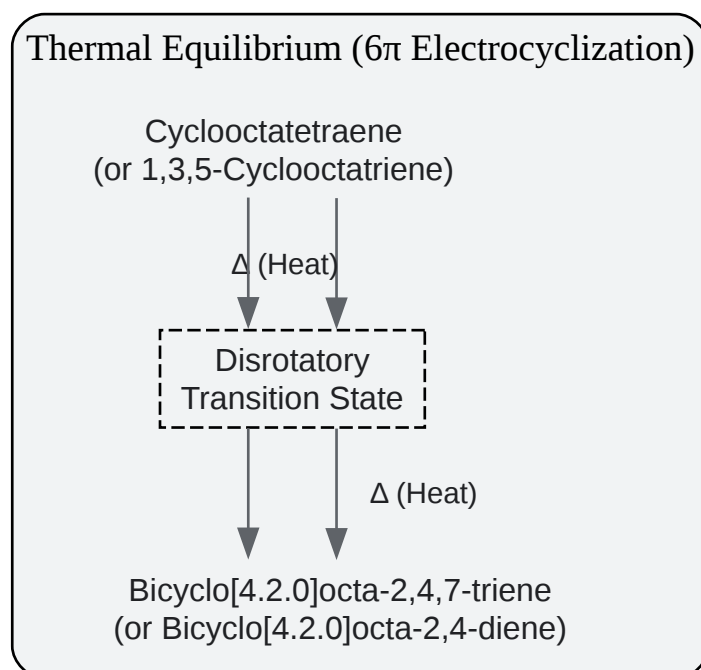 Thermal Equilibrium (6π Electrocyclization)
Cyclooctatetraene
(or 1,3,5-Cyclooctatriene)
Δ (Heat)
Disrotatory
Transition State
Δ (Heat)
Bicyclo[4.2.0]octa-2,4,7-triene
(or Bicyclo[4.2.0]octa-2,4-diene)